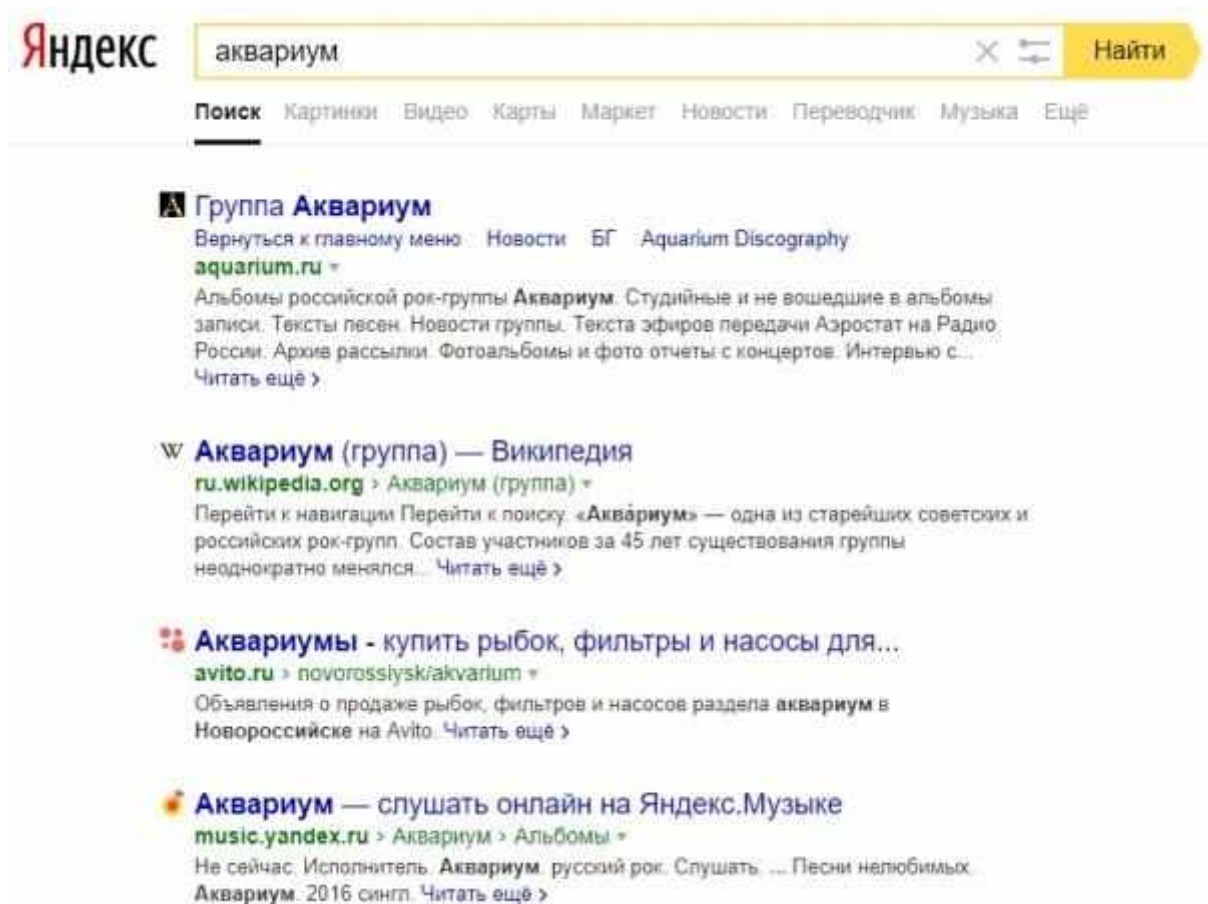 Яндекс
аквариум
Найти
Поиск Картинки Видео Карты Маркет Новости Переводчик Музыка Ещё
Группа Аквариум
Вернуться к главному меню Новости БГ Aquarium Discography
aquarium.ru
Альбомы российской рок-группы Аквариум. Студийные и не вошедшие в альбомы
записи. Тексты песен. Новости группы. Текста эфиров передачи Аэростат на Радио
России. Архив рассылки. Фотоальбомы и фото отчеты с концертов. Интервью с...
Читать ещё >
W Аквариум (группа) — Википедия
ru.wikipedia.org > Аквариум (группа)
Перейти к навигации Перейти к поиску. «Аква́риум» — одна из старейших советских и
российских рок-групп. Состав участников за 45 лет существования группы
неоднократно менялся... Читать ещё >
Аквариумы - купить рыбок, фильтры и насосы для...
avito.ru > novorossiysk/akvarium
Объявления о продаже рыбок, фильтров и насосов раздела аквариум в
Новороссийске на Avito. Читать ещё >
Аквариум — слушать онлайн на Яндекс.Музыке
music.yandex.ru > Аквариум > Альбомы
Не сейчас. Исполнитель. Аквариум. русский рок. Слушать. ... Песни нелюбимых.
Аквариум. 2016 сингл. Читать ещё >